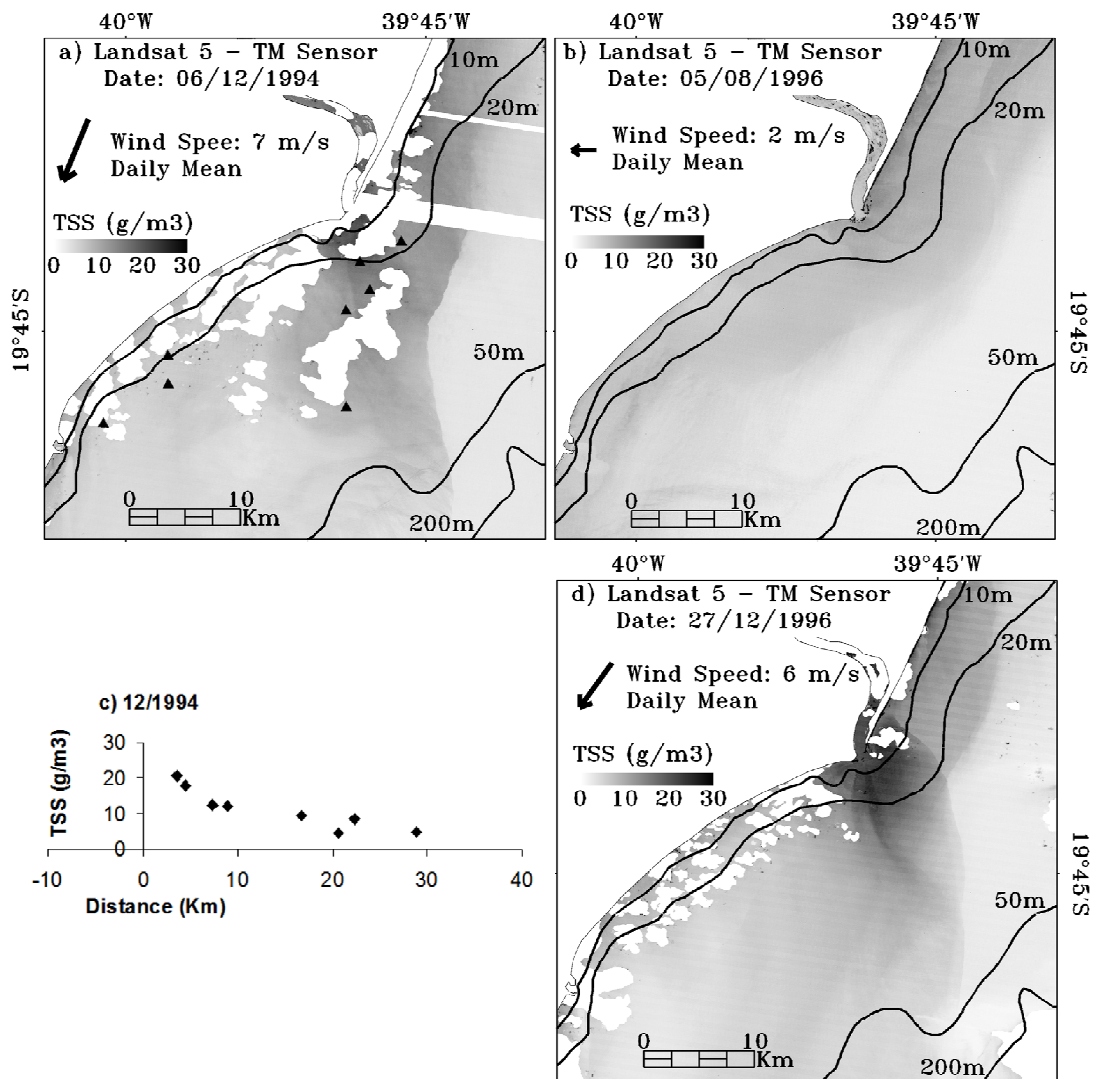 40°W 39°45'W 40°W 39°45'W
a) Landsat 5 - TM Sensor
Date: 06/12/1994
10m
20m
Wind Spee: 7 m/s
Daily Mean
TSS (g/m3)
0 10 20 30
19°45'S
50m
0 10
Km
200m
b) Landsat 5 - TM Sensor
Date: 05/08/1996
10m
20m
Wind Speed: 2 m/s
Daily Mean
TSS (g/m3)
0 10 20 30
19°45'S
50m
0 10
Km
200m
c) 12/1994
TSS (g/m3)
30
20
10
0
-10 0 10 20 30 40
Distance (Km)
40°W 39°45'W
d) Landsat 5 - TM Sensor
Date: 27/12/1996
10m
20m
Wind Speed: 6 m/s
Daily Mean
TSS (g/m3)
0 10 20 30
19°45'S
50m
0 10
Km
200m